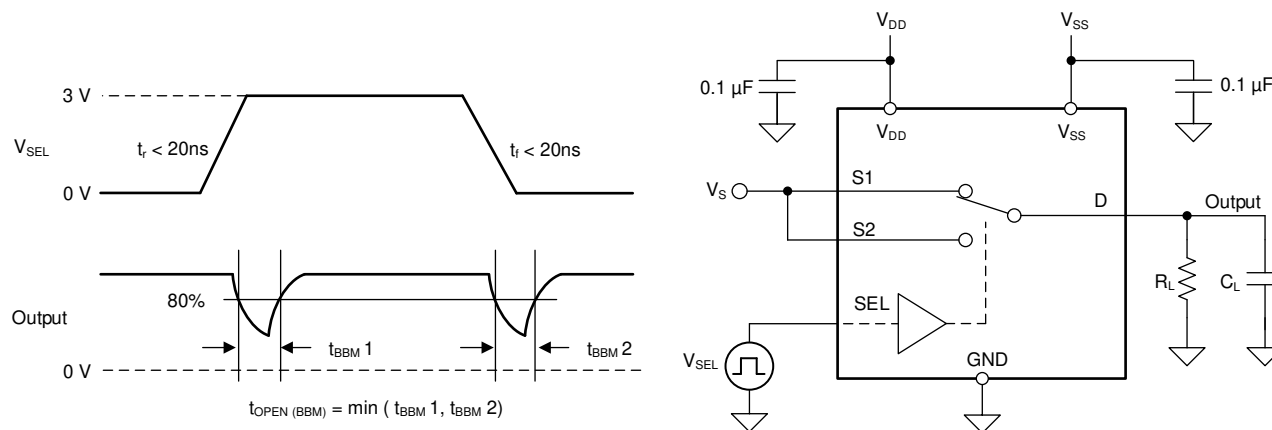 3 V
V_SEL
t_r < 20ns
t_f < 20ns
0 V
80%
Output
t_BBM 1
t_BBM 2
0 V
t_OPEN (BBM) = min ( t_BBM 1, t_BBM 2)
V_DD
V_SS
0.1 µF
0.1 µF
V_DD
V_SS
V_S
S1
S2
D
Output
R_L
C_L
SEL
V_SEL
GND